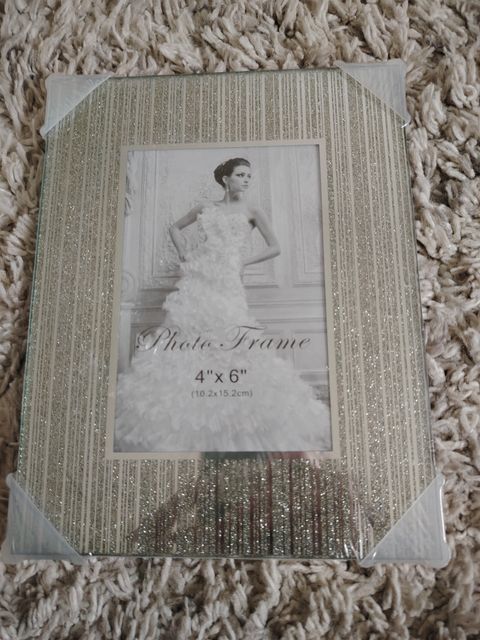 Photo Frame
4"x 6"
(10.2x15.2cm)